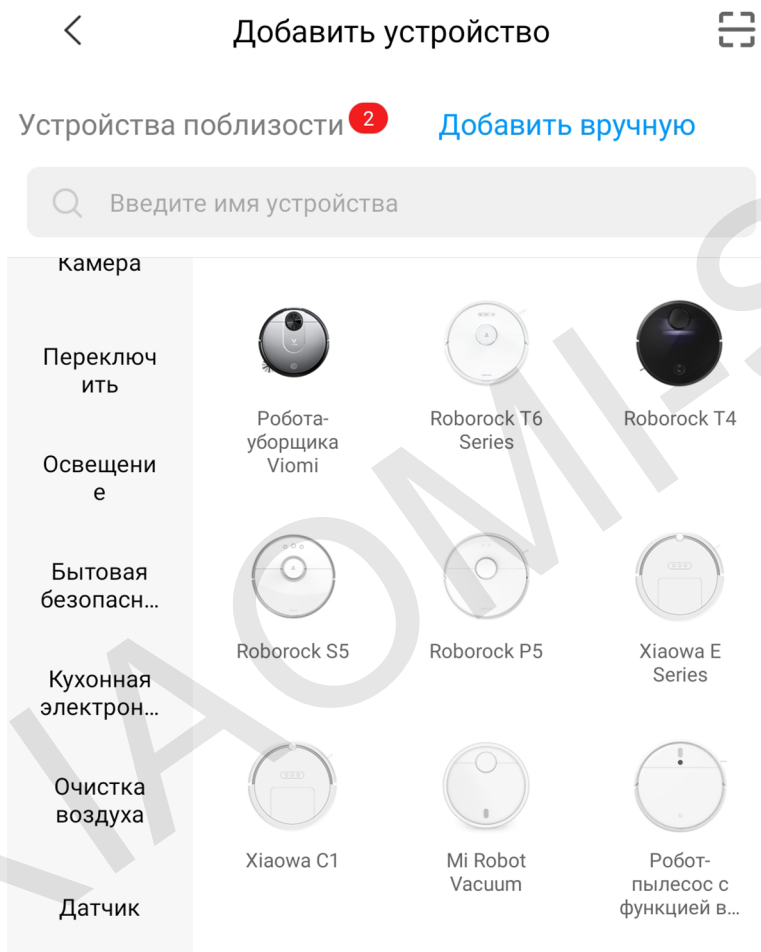 Добавить устройство
Устройства поблизости 2
Добавить вручную
Введите имя устройства
Камера
Переключ
ить
Освещени
е
Бытовая
безопасн...
Кухонная
электрон...
Очистка
воздуха
Датчик
Робота-
уборщика
Viomi
Roborock T6
Series
Roborock T4
Roborock S5
Roborock P5
Xiaowa E
Series
Xiaowa C1
Mi Robot
Vacuum
Робот-
пылесос с
функцией в...
XIAOMI-S